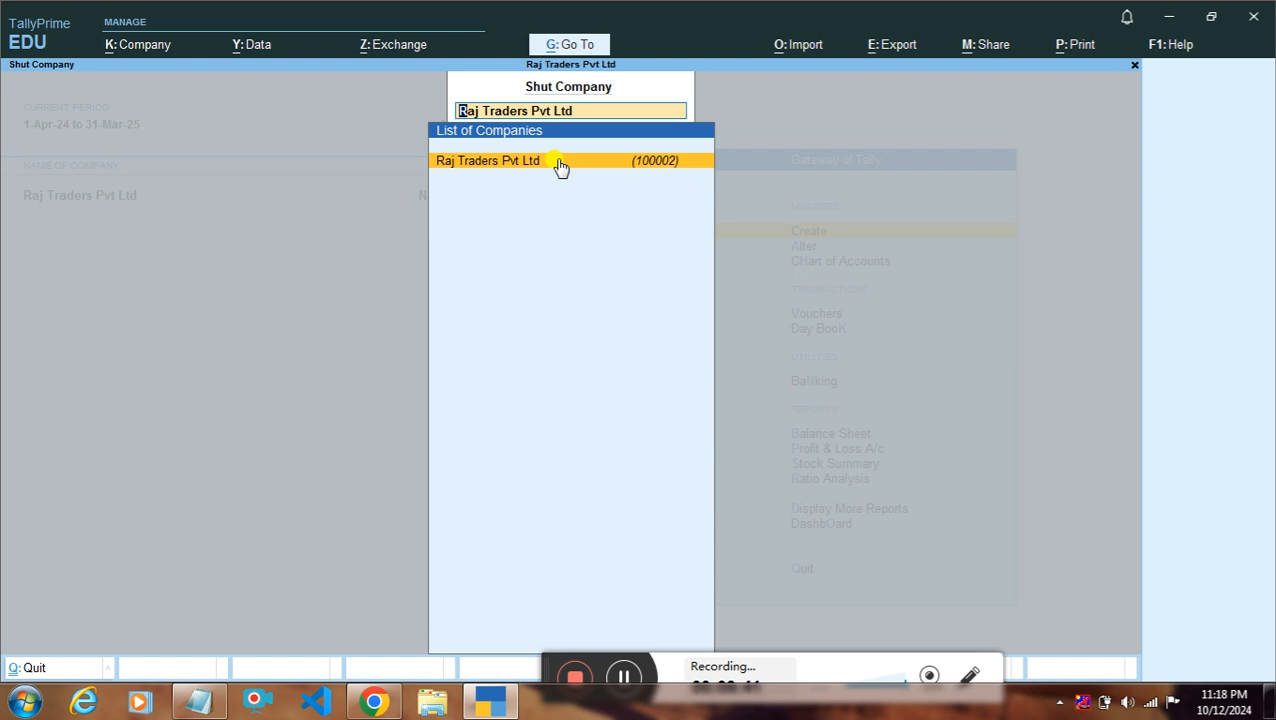 TallyPrime
EDU
MANAGE
K: Company
Y: Data
Z: Exchange
G: Go To
O: Import
E: Export
M: Share
P: Print
F1: Help
Shut Company
Raj Traders Pvt Ltd
Shut Company
Raj Traders Pvt Ltd
List of Companies
Raj Traders Pvt Ltd (100002)
CURRENT PERIOD
1-Apr-24 to 31-Mar-25
NAME OF COMPANY
Raj Traders Pvt Ltd
Gateway of Tally
MASTERS
Create
Alter
CHart of Accounts
TRANSACTIONS
Vouchers
Day BooK
UTILITIES
BaNking
REPORTS
Balance Sheet
Profit & Loss A/c
Stock Summary
Ratio Analysis
Display More Reports
DashbOard
Quit
Q: Quit
Recording...
11:18 PM
10/12/2024